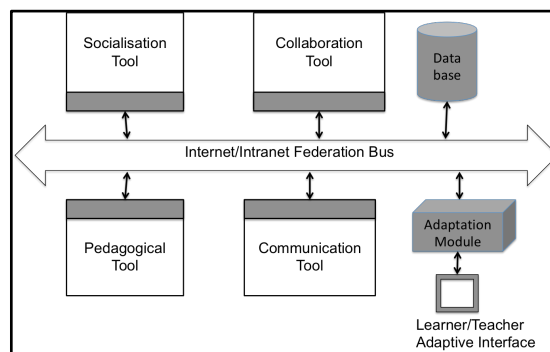 Socialisation
Tool
Collaboration
Tool
Data
base
Internet/Intranet Federation Bus
Pedagogical
Tool
Communication
Tool
Adaptation
Module
Learner/Teacher
Adaptive Interface